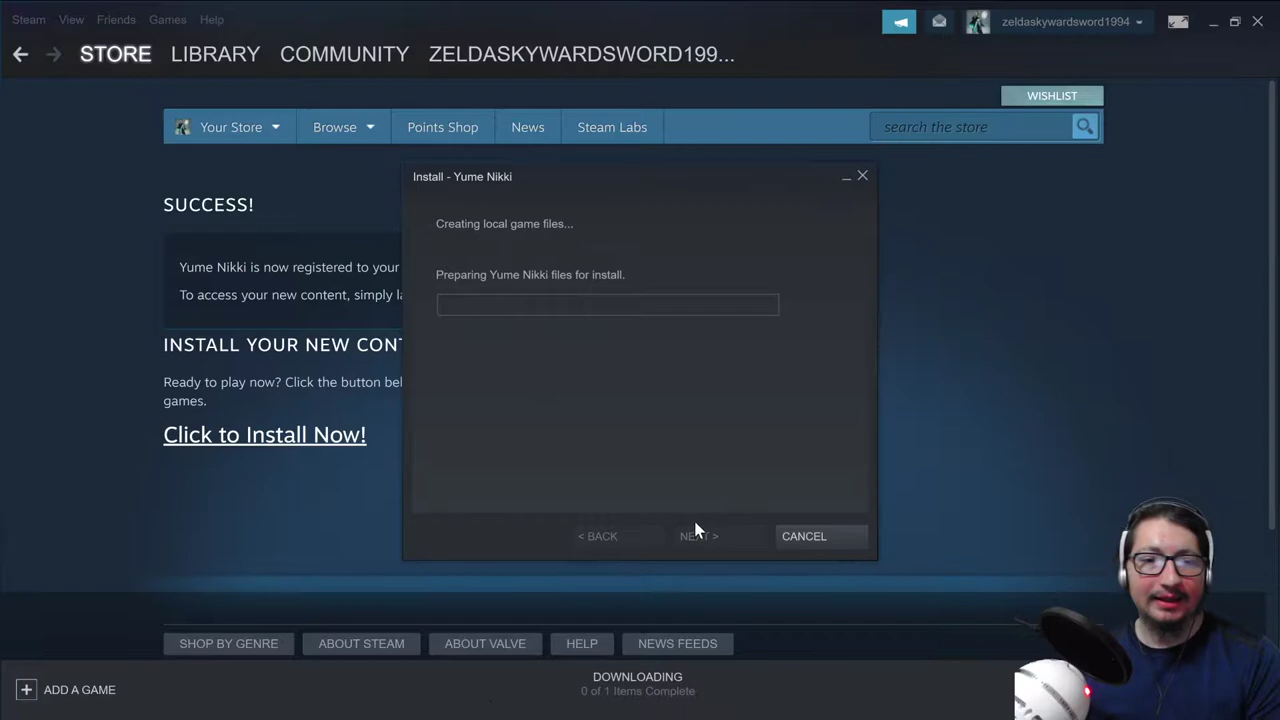 Steam View Friends Games Help
zeldaskywardsword1994
STORE LIBRARY COMMUNITY ZELDASKYWARDSWORD199...
WISHLIST
Your Store Browse Points Shop News Steam Labs search the store
Install - Yume Nikki
SUCCESS!
Creating local game files...
Yume Nikki is now registered to your
Preparing Yume Nikki files for install.
To access your new content, simply la
INSTALL YOUR NEW CONT
Ready to play now? Click the button bel
games.
Click to Install Now!
< BACK NEXT > CANCEL
SHOP BY GENRE ABOUT STEAM ABOUT VALVE HELP NEWS FEEDS
DOWNLOADING
+ ADD A GAME
0 of 1 Items Complete